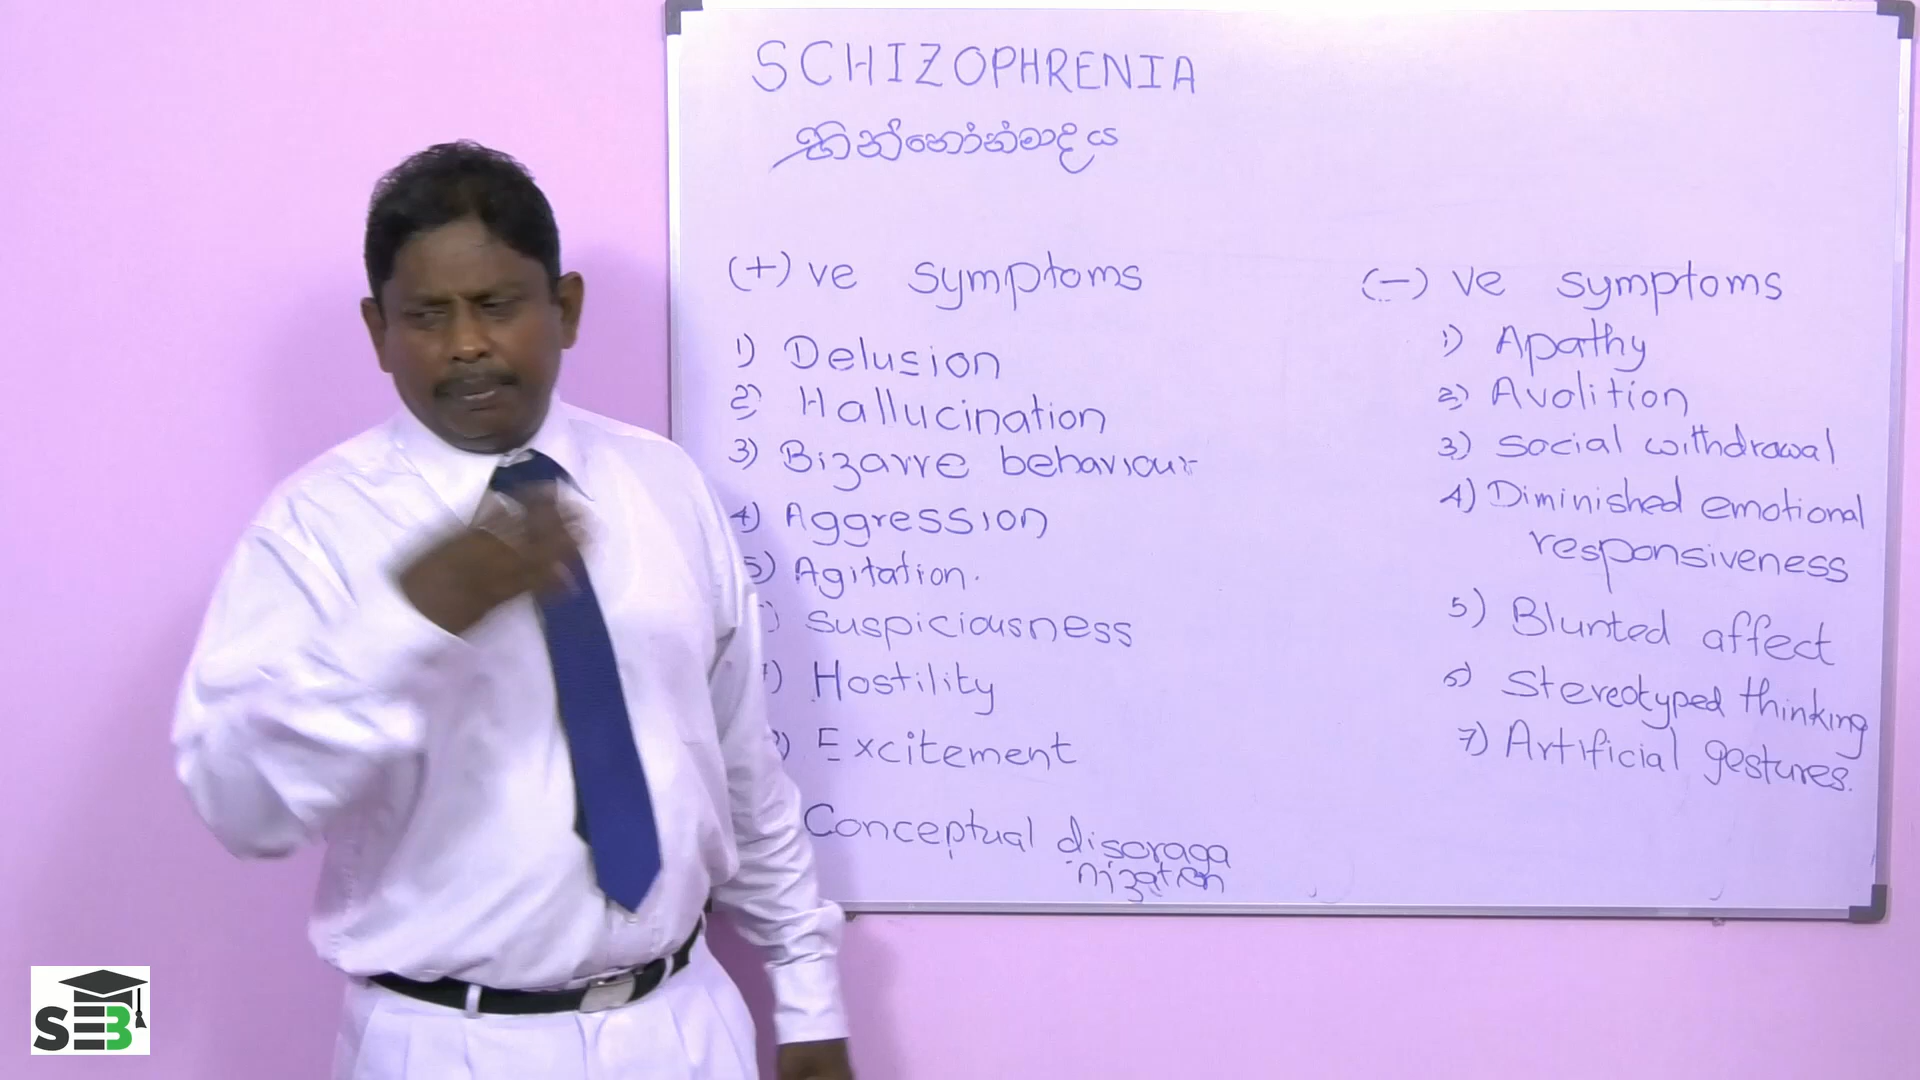 SCHIZOPHRENIA
භින්නෝන්මාදය
(+) ve symptoms
1) Delusion
2) Hallucination
3) Bizarre behaviour
4) Aggression
5) Agitation.
) Suspiciousness
) Hostility
) Excitement
Conceptual disoraga
nization
(-) ve symptoms
1) Apathy
2) Avolition
3) Social withdrawal
4) Diminished emotional
responsiveness
5) Blunted affect
6) Stereotyped thinking
7) Artificial gestures.
SEB